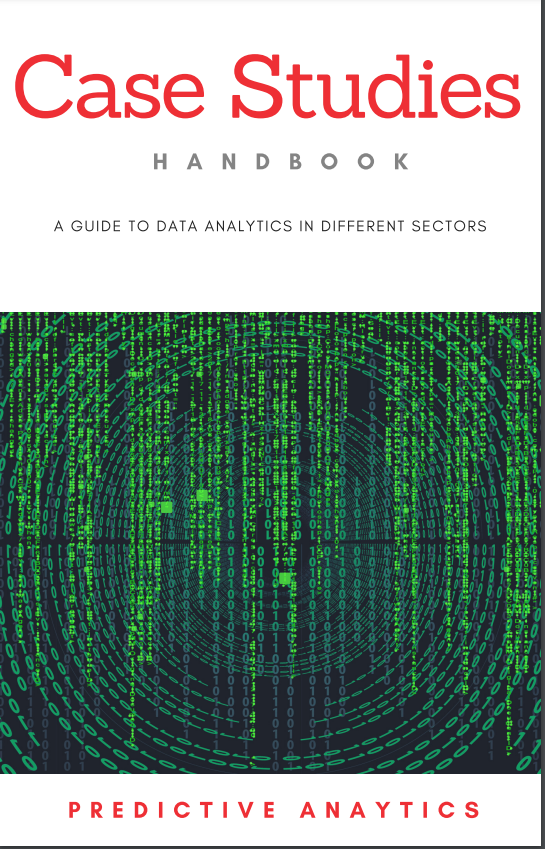 Case Studies
HANDBOOK
A GUIDE TO DATA ANALYTICS IN DIFFERENT SECTORS
PREDICTIVE ANAYTICS